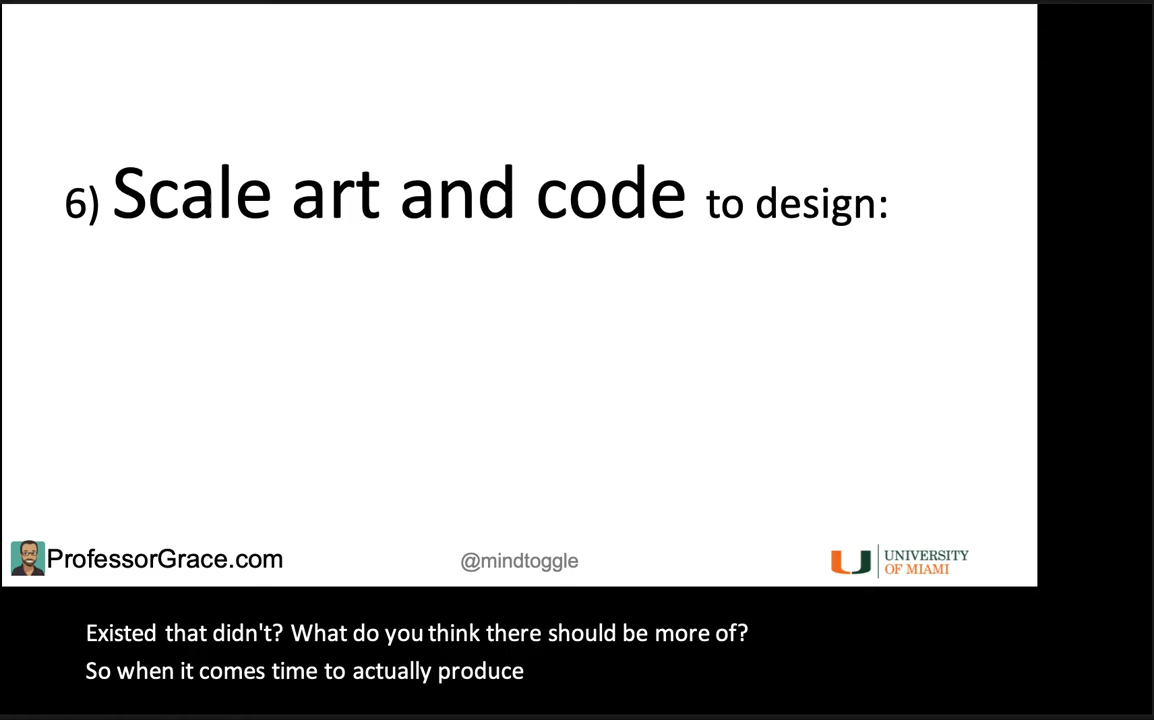 6) Scale art and code to design:
ProfessorGrace.com
@mindtoggle
UNIVERSITY
OF MIAMI
Existed that didn't? What do you think there should be more of?
So when it comes time to actually produce